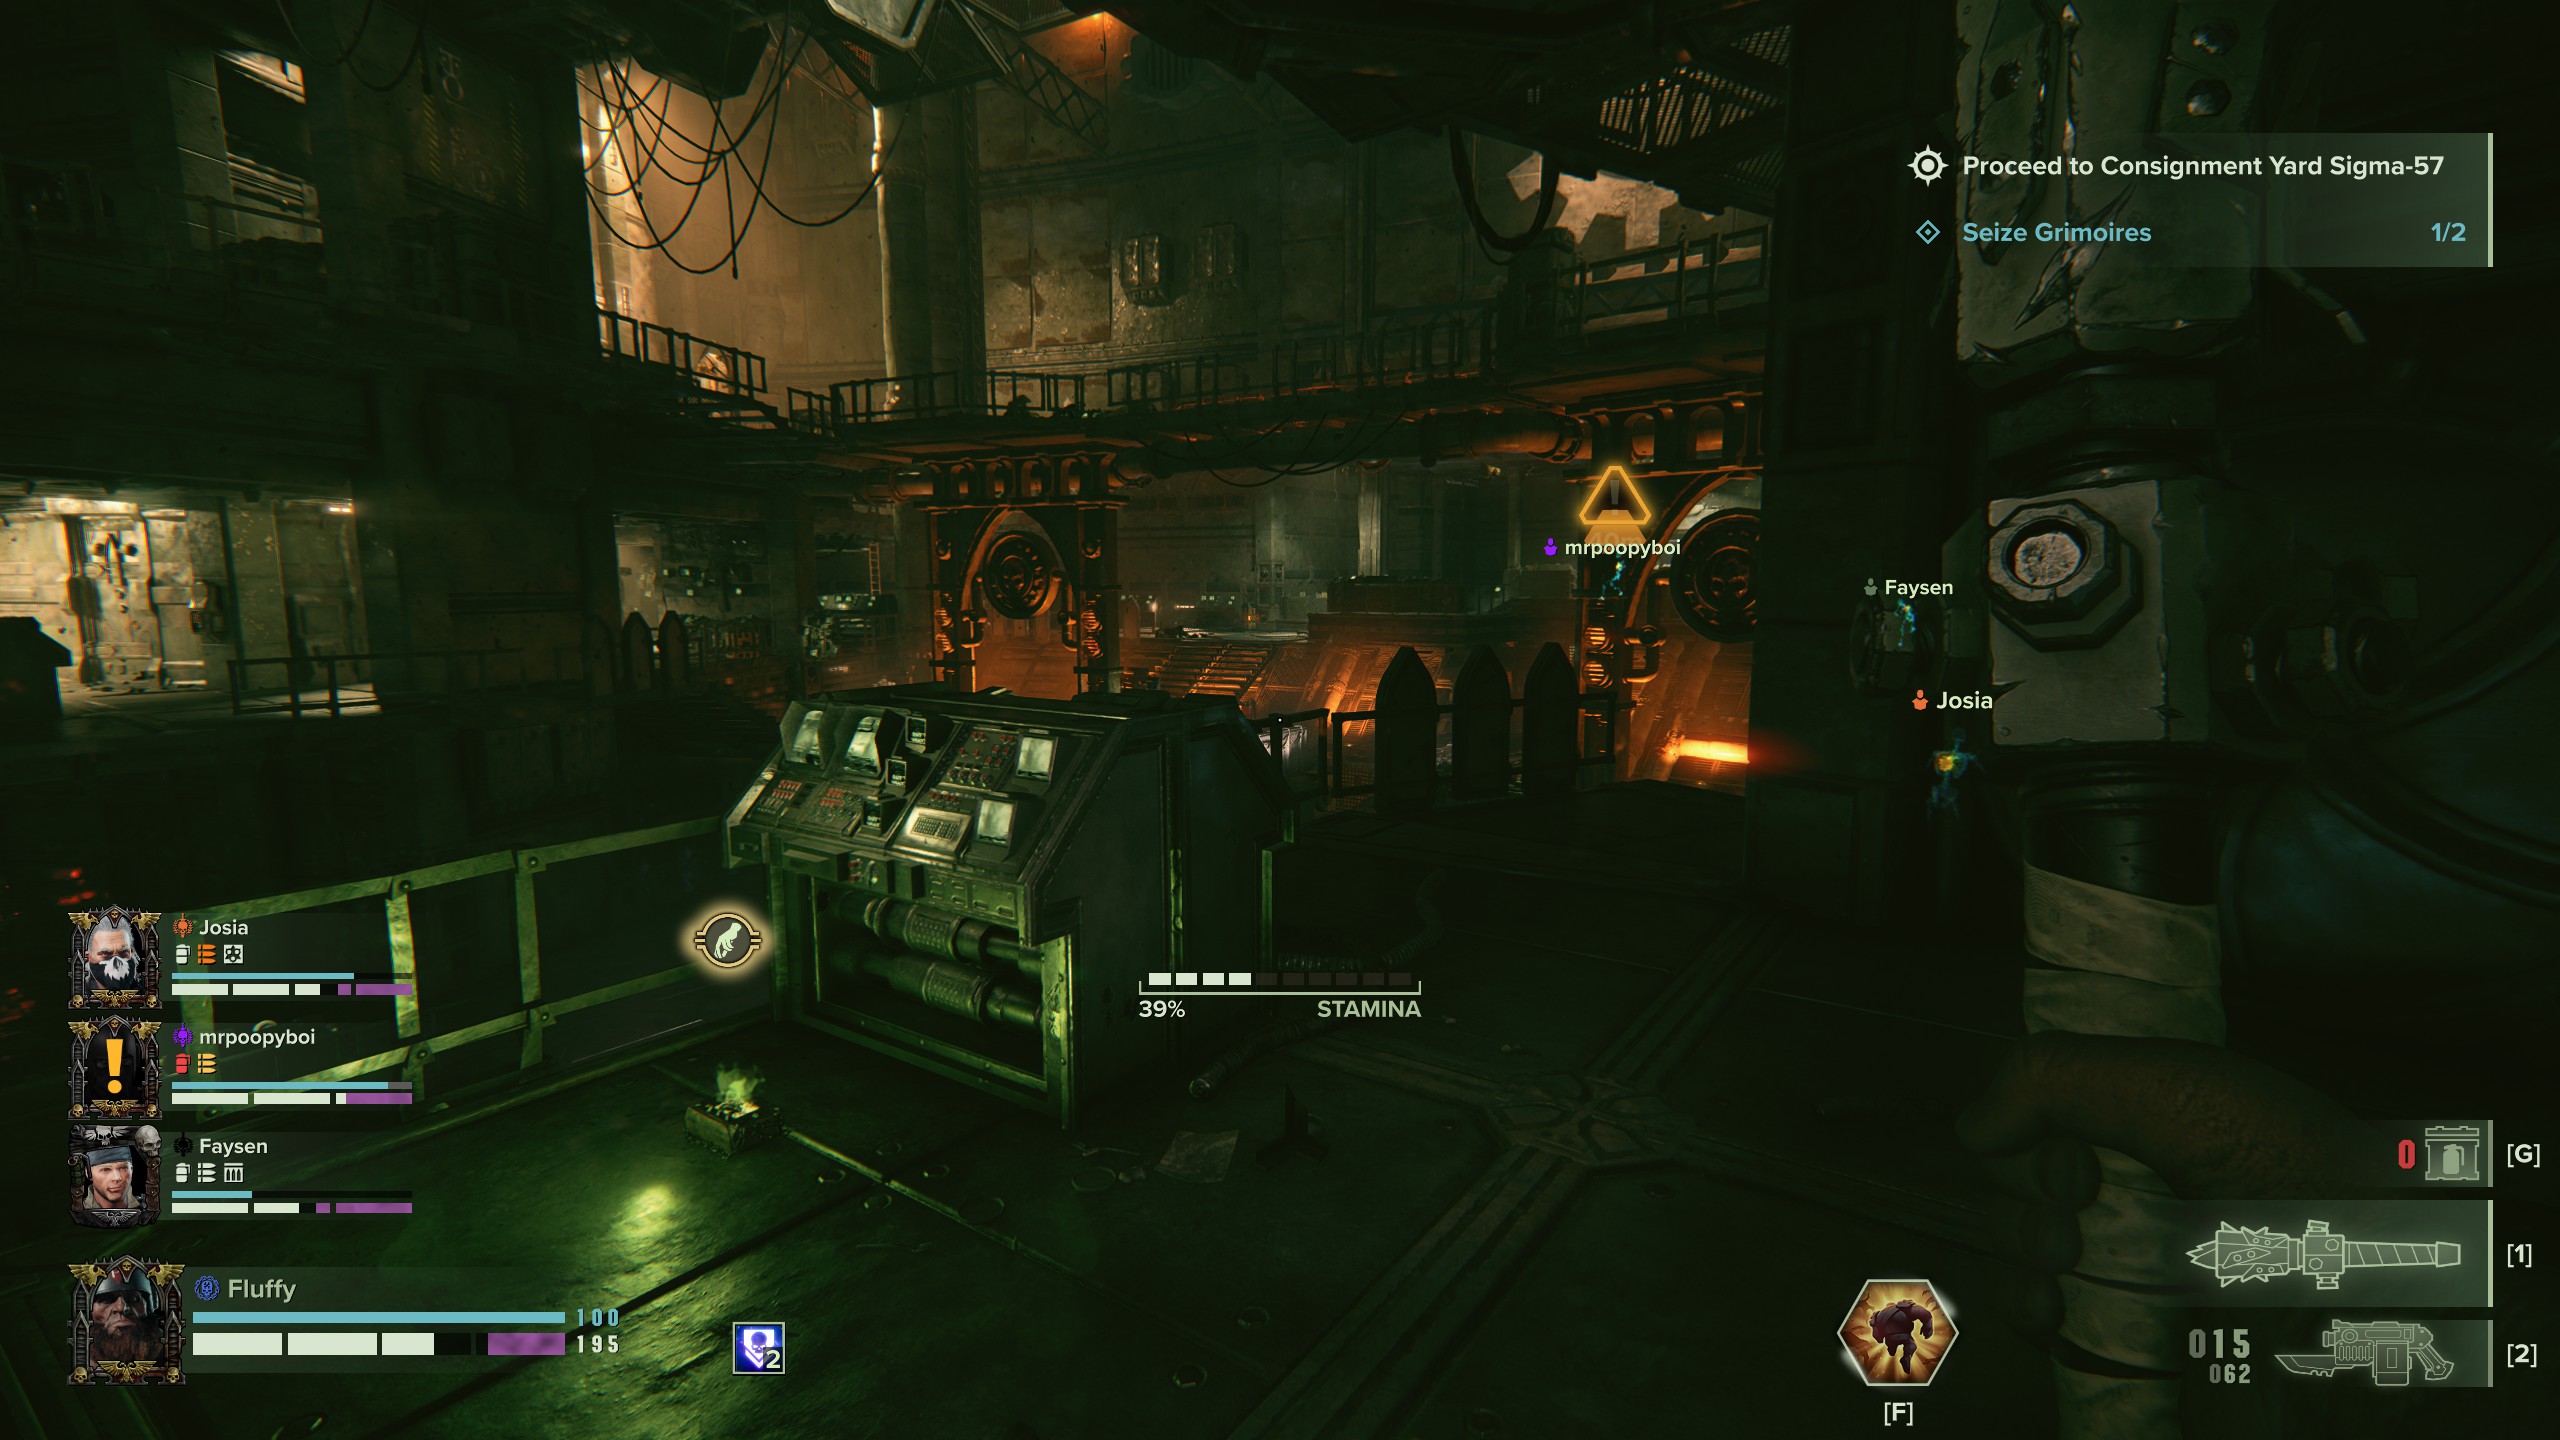 Proceed to Consignment Yard Sigma-57
Seize Grimoires 1/2
mrpoopyboi
Faysen
Josia
Josia
mrpoopyboi
Faysen
39% STAMINA
Fluffy
100
195
2
[F]
0 [G]
[1]
015
062
[2]